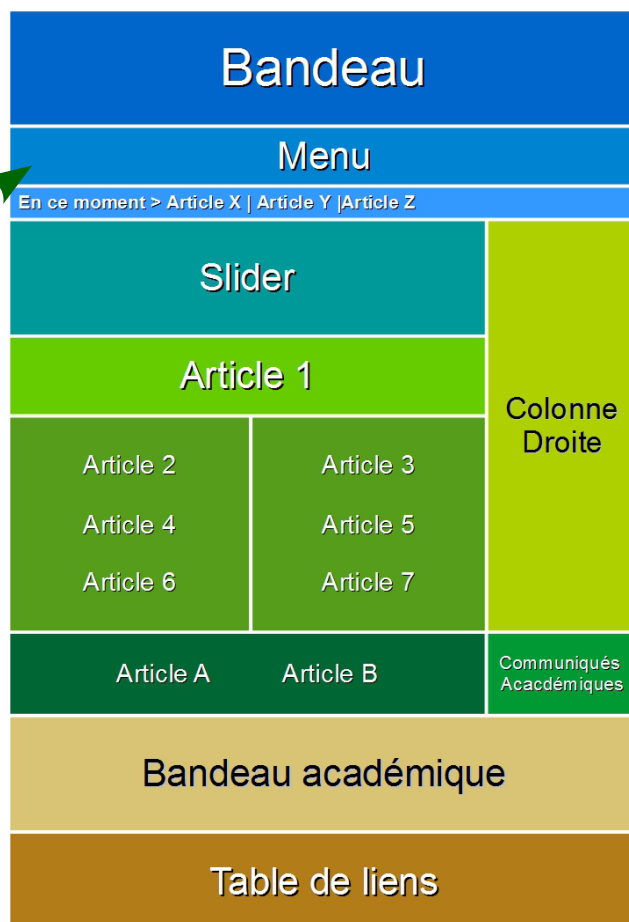 Bandeau
Menu
En ce moment > Article X | Article Y |Article Z
Slider
Article 1
Colonne
Droite
Article 2
Article 3
Article 4
Article 5
Article 6
Article 7
Article A
Article B
Communiqués
Acacdémiques
Bandeau académique
Table de liens